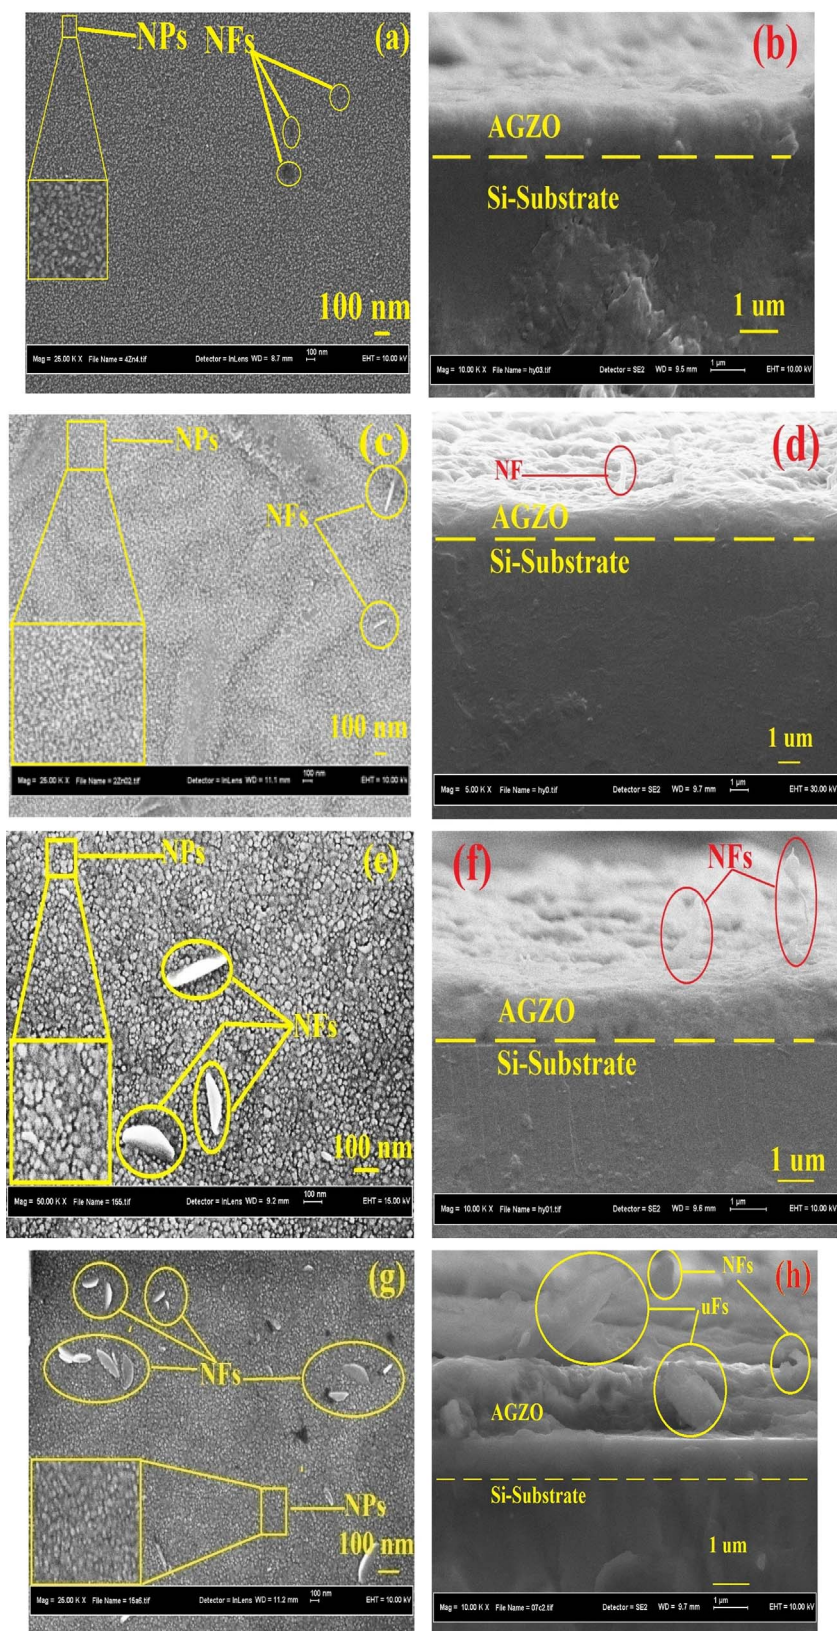 NPs NFs (a)
100 nm
Mag = 25.00 K X File Name = 4Zn4.tif Detector = InLens WD = 8.7 mm 100 nm EHT = 10.00 kV
(b)
AGZO
Si-Substrate
1 um
Mag = 10.00 K X File Name = hy03.tif Detector = SE2 WD = 9.5 mm 1 µm EHT = 10.00 kV
(c)
NPs
NFs
100 nm
Mag = 25.00 K X File Name = 2Zn02.tif Detector = InLens WD = 11.1 mm 100 nm EHT = 10.00 kV
(d)
NF
AGZO
Si-Substrate
1 um
Mag = 5.00 K X File Name = hy0.tif Detector = SE2 WD = 9.7 mm 1 µm EHT = 30.00 kV
NPs (e)
NFs
100 nm
Mag = 50.00 K X File Name = 155.tif Detector = InLens WD = 9.2 mm 100 nm EHT = 15.00 kV
(f) NFs
AGZO
Si-Substrate
1 um
Mag = 10.00 K X File Name = hy01.tif Detector = SE2 WD = 9.6 mm 1 µm EHT = 10.00 kV
(g)
NFs
NPs
100 nm
Mag = 25.00 K X File Name = 15a6.tif Detector = InLens WD = 11.2 mm 100 nm EHT = 10.00 kV
NFs (h)
uFs
AGZO
Si-Substrate
1 um
Mag = 10.00 K X File Name = 07c2.tif Detector = SE2 WD = 9.7 mm 1 µm EHT = 10.00 kV